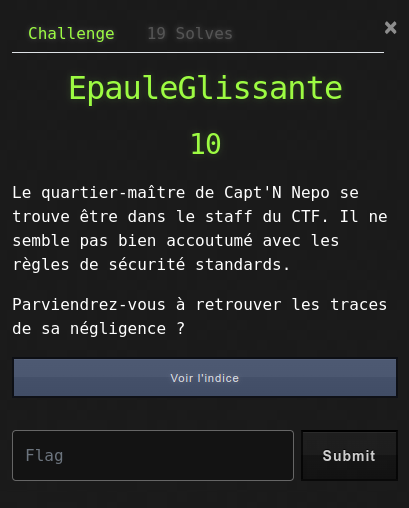 Challenge 19 Solves ×
EpauleGlissante
10
Le quartier-maître de Capt'N Nepo se
trouve être dans le staff du CTF. Il ne
semble pas bien accoutumé avec les
règles de sécurité standards.
Parviendrez-vous à retrouver les traces
de sa négligence ?
Voir l'indice
Flag Submit